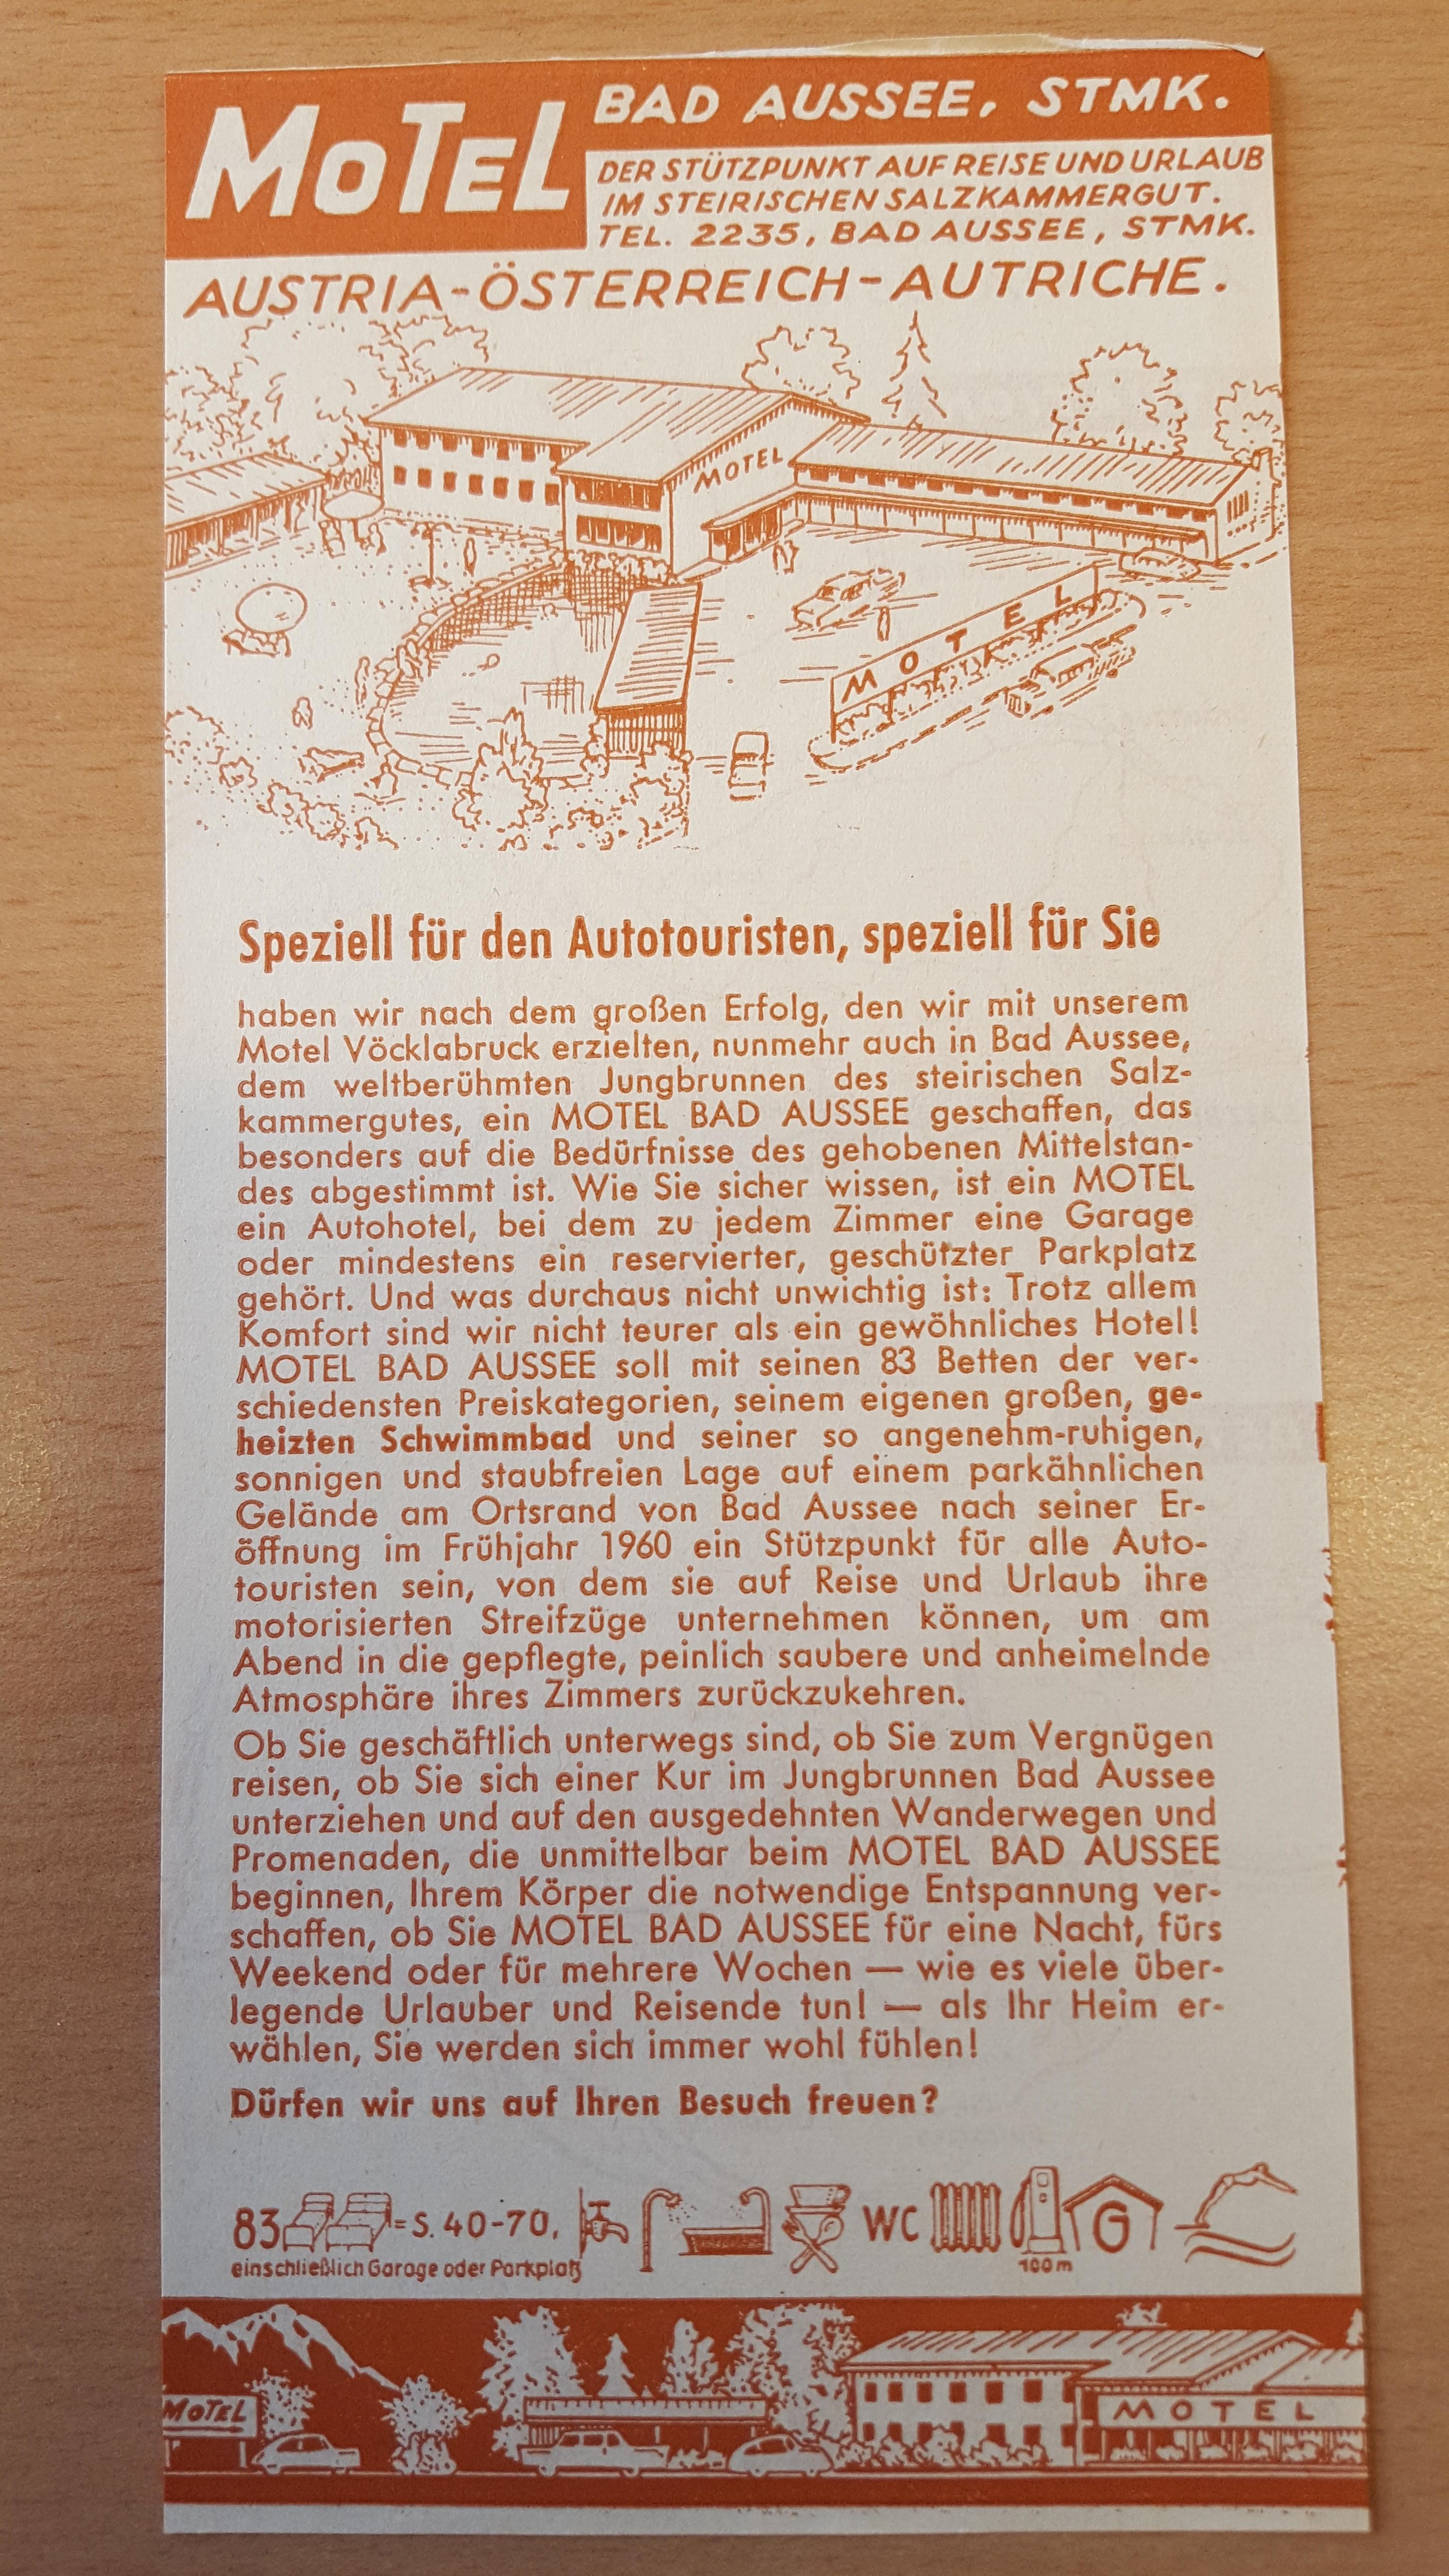 MOTEL
BAD AUSSEE, STMK.
DER STÜTZPUNKT AUF REISE UND URLAUB
IM STEIRISCHEN SALZKAMMERGUT.
TEL. 2235, BAD AUSSEE, STMK.
AUSTRIA-ÖSTERREICH-AUTRICHE.
MOTEL
MOTEL
Speziell für den Autotouristen, speziell für Sie
haben wir nach dem großen Erfolg, den wir mit unserem
Motel Vöcklabruck erzielten, nunmehr auch in Bad Aussee,
dem weltberühmten Jungbrunnen des steirischen Salz-
kammergutes, ein MOTEL BAD AUSSEE geschaffen, das
besonders auf die Bedürfnisse des gehobenen Mittelstan-
des abgestimmt ist. Wie Sie sicher wissen, ist ein MOTEL
ein Autohotel, bei dem zu jedem Zimmer eine Garage
oder mindestens ein reservierter, geschützter Parkplatz
gehört. Und was durchaus nicht unwichtig ist: Trotz allem
Komfort sind wir nicht teurer als ein gewöhnliches Hotel!
MOTEL BAD AUSSEE soll mit seinen 83 Betten der ver-
schiedensten Preiskategorien, seinem eigenen großen, ge-
heizten Schwimmbad und seiner so angenehm-ruhigen,
sonnigen und staubfreien Lage auf einem parkähnlichen
Gelände am Ortsrand von Bad Aussee nach seiner Er-
öffnung im Frühjahr 1960 ein Stützpunkt für alle Auto-
touristen sein, von dem sie auf Reise und Urlaub ihre
motorisierten Streifzüge unternehmen können, um am
Abend in die gepflegte, peinlich saubere und anheimelnde
Atmosphäre ihres Zimmers zurückzukehren.
Ob Sie geschäftlich unterwegs sind, ob Sie zum Vergnügen
reisen, ob Sie sich einer Kur im Jungbrunnen Bad Aussee
unterziehen und auf den ausgedehnten Wanderwegen und
Promenaden, die unmittelbar beim MOTEL BAD AUSSEE
beginnen, Ihrem Körper die notwendige Entspannung ver-
schaffen, ob Sie MOTEL BAD AUSSEE für eine Nacht, fürs
Weekend oder für mehrere Wochen — wie es viele über-
legende Urlauber und Reisende tun! — als Ihr Heim er-
wählen, Sie werden sich immer wohl fühlen!
Dürfen wir uns auf Ihren Besuch freuen?
83 = S. 40-70, WC G
einschließlich Garage oder Parkplatz 100m
MOTEL
MOTEL